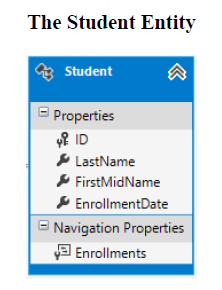 The Student Entity
Student
Properties
ID
LastName
FirstMidName
EnrollmentDate
Navigation Properties
Enrollments